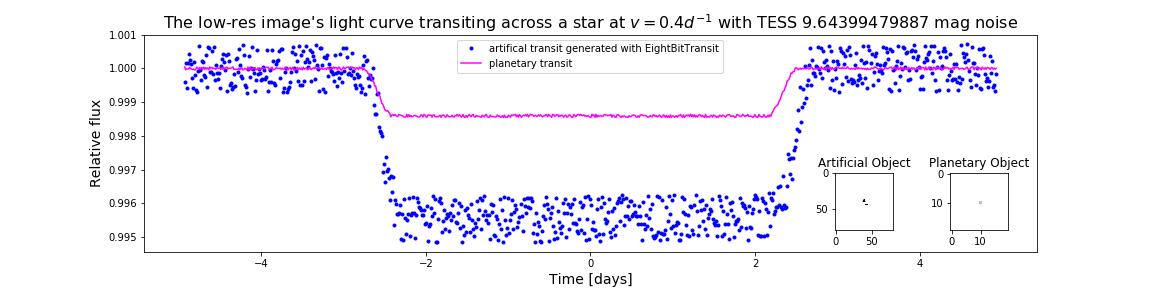 The low-res image's light curve transiting across a star at v = 0.4d⁻¹ with TESS 9.64399479887 mag noise
artifical transit generated with EightBitTransit
planetary transit
Relative flux
1.001
1.000
0.999
0.998
0.997
0.996
0.995
Artificial Object
0
50
0 50
Planetary Object
0
10
0 10
−4 −2 0 2 4
Time [days]